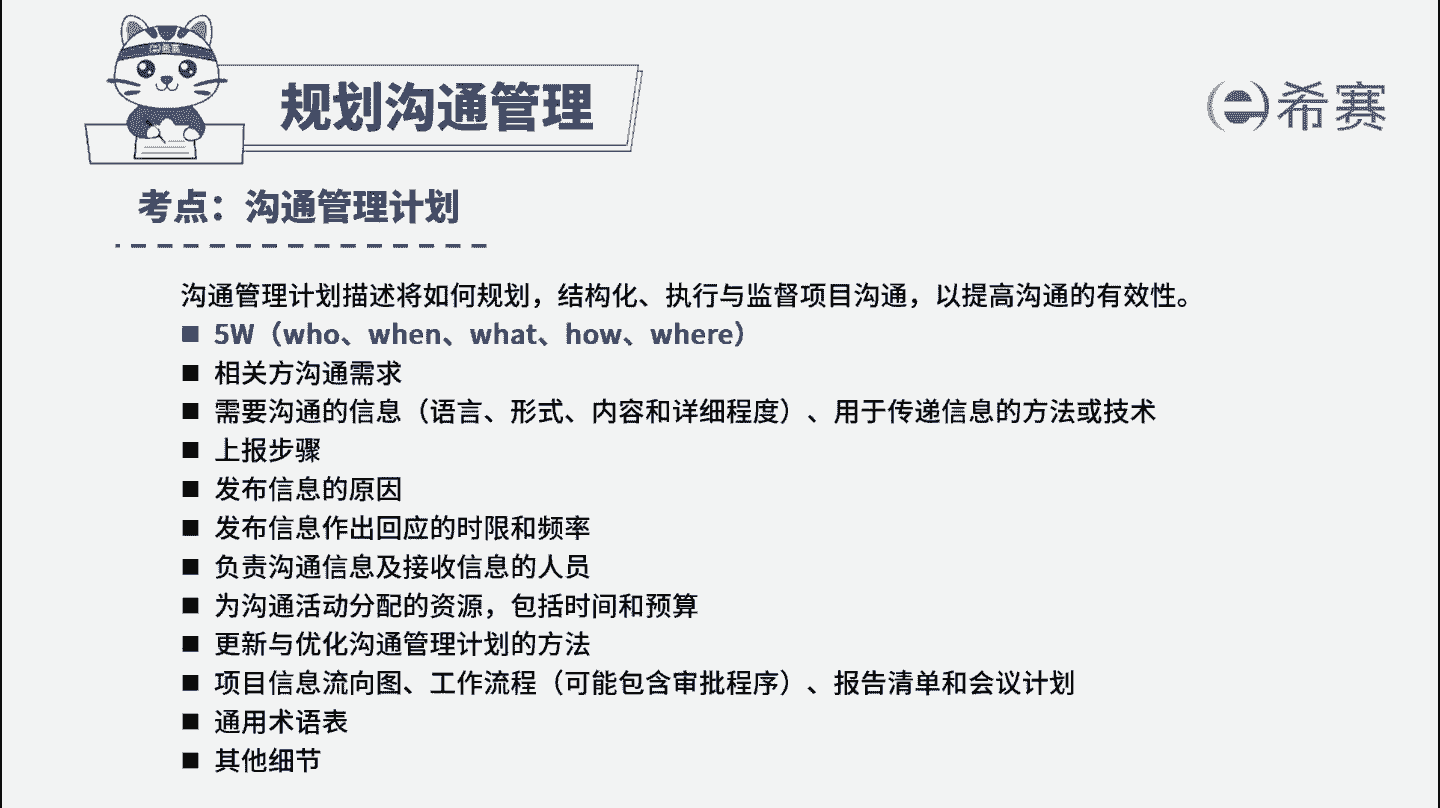 规划沟通管理
希赛
考点：沟通管理计划
沟通管理计划描述将如何规划，结构化、执行与监督项目沟通，以提高沟通的有效性。
■ 5W（who、when、what、how、where）
■ 相关方沟通需求
■ 需要沟通的信息（语言、形式、内容和详细程度）、用于传递信息的方法或技术
■ 上报步骤
■ 发布信息的原因
■ 发布信息作出回应的时限和频率
■ 负责沟通信息及接收信息的人员
■ 为沟通活动分配的资源，包括时间和预算
■ 更新与优化沟通管理计划的方法
■ 项目信息流向图、工作流程（可能包含审批程序）、报告清单和会议计划
■ 通用术语表
■ 其他细节